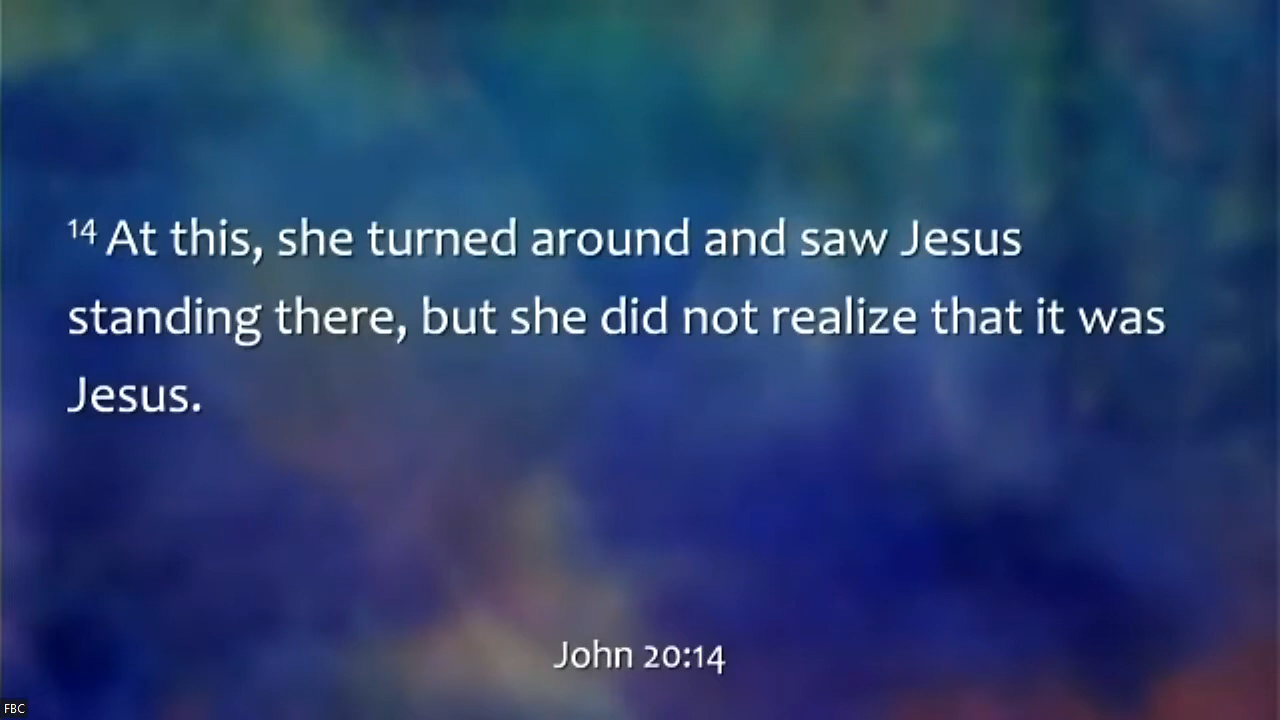 14 At this, she turned around and saw Jesus
standing there, but she did not realize that it was
Jesus.
John 20:14
FBC